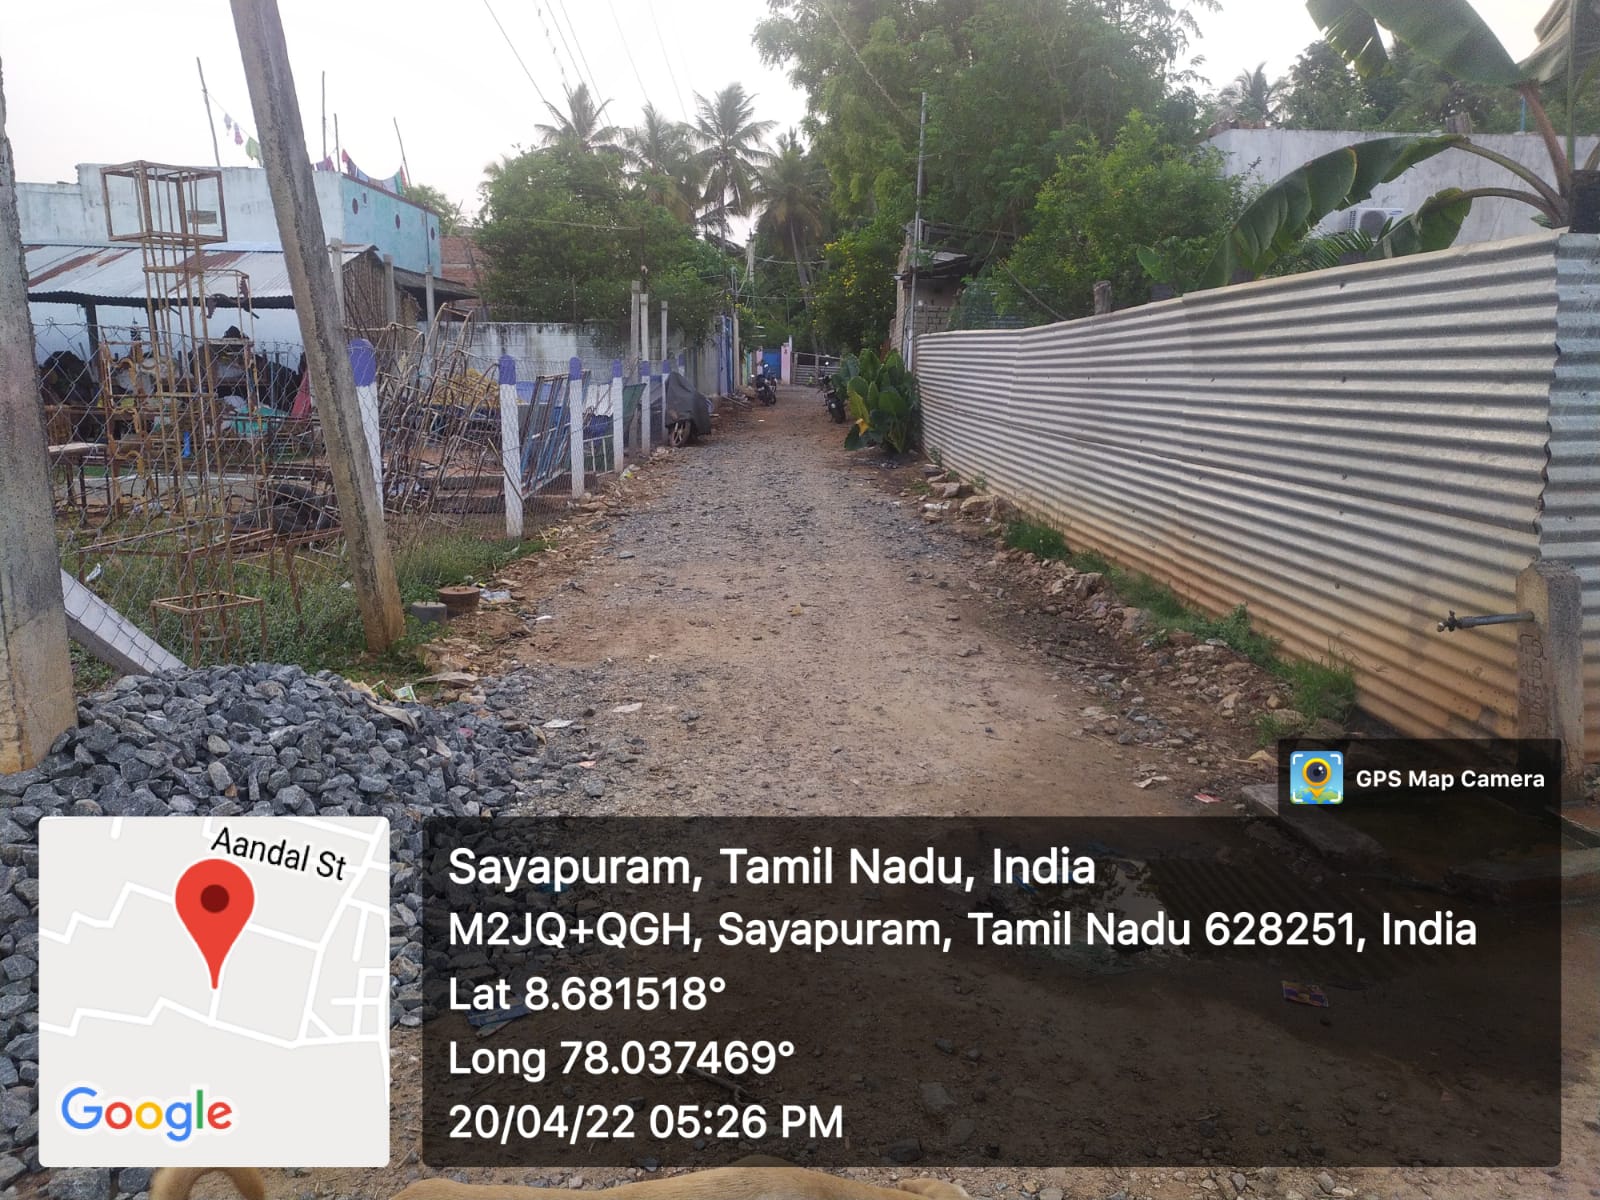 GPS Map Camera
Aandal St
Google
Sayapuram, Tamil Nadu, India
M2JQ+QGH, Sayapuram, Tamil Nadu 628251, India
Lat 8.681518°
Long 78.037469°
20/04/22 05:26 PM